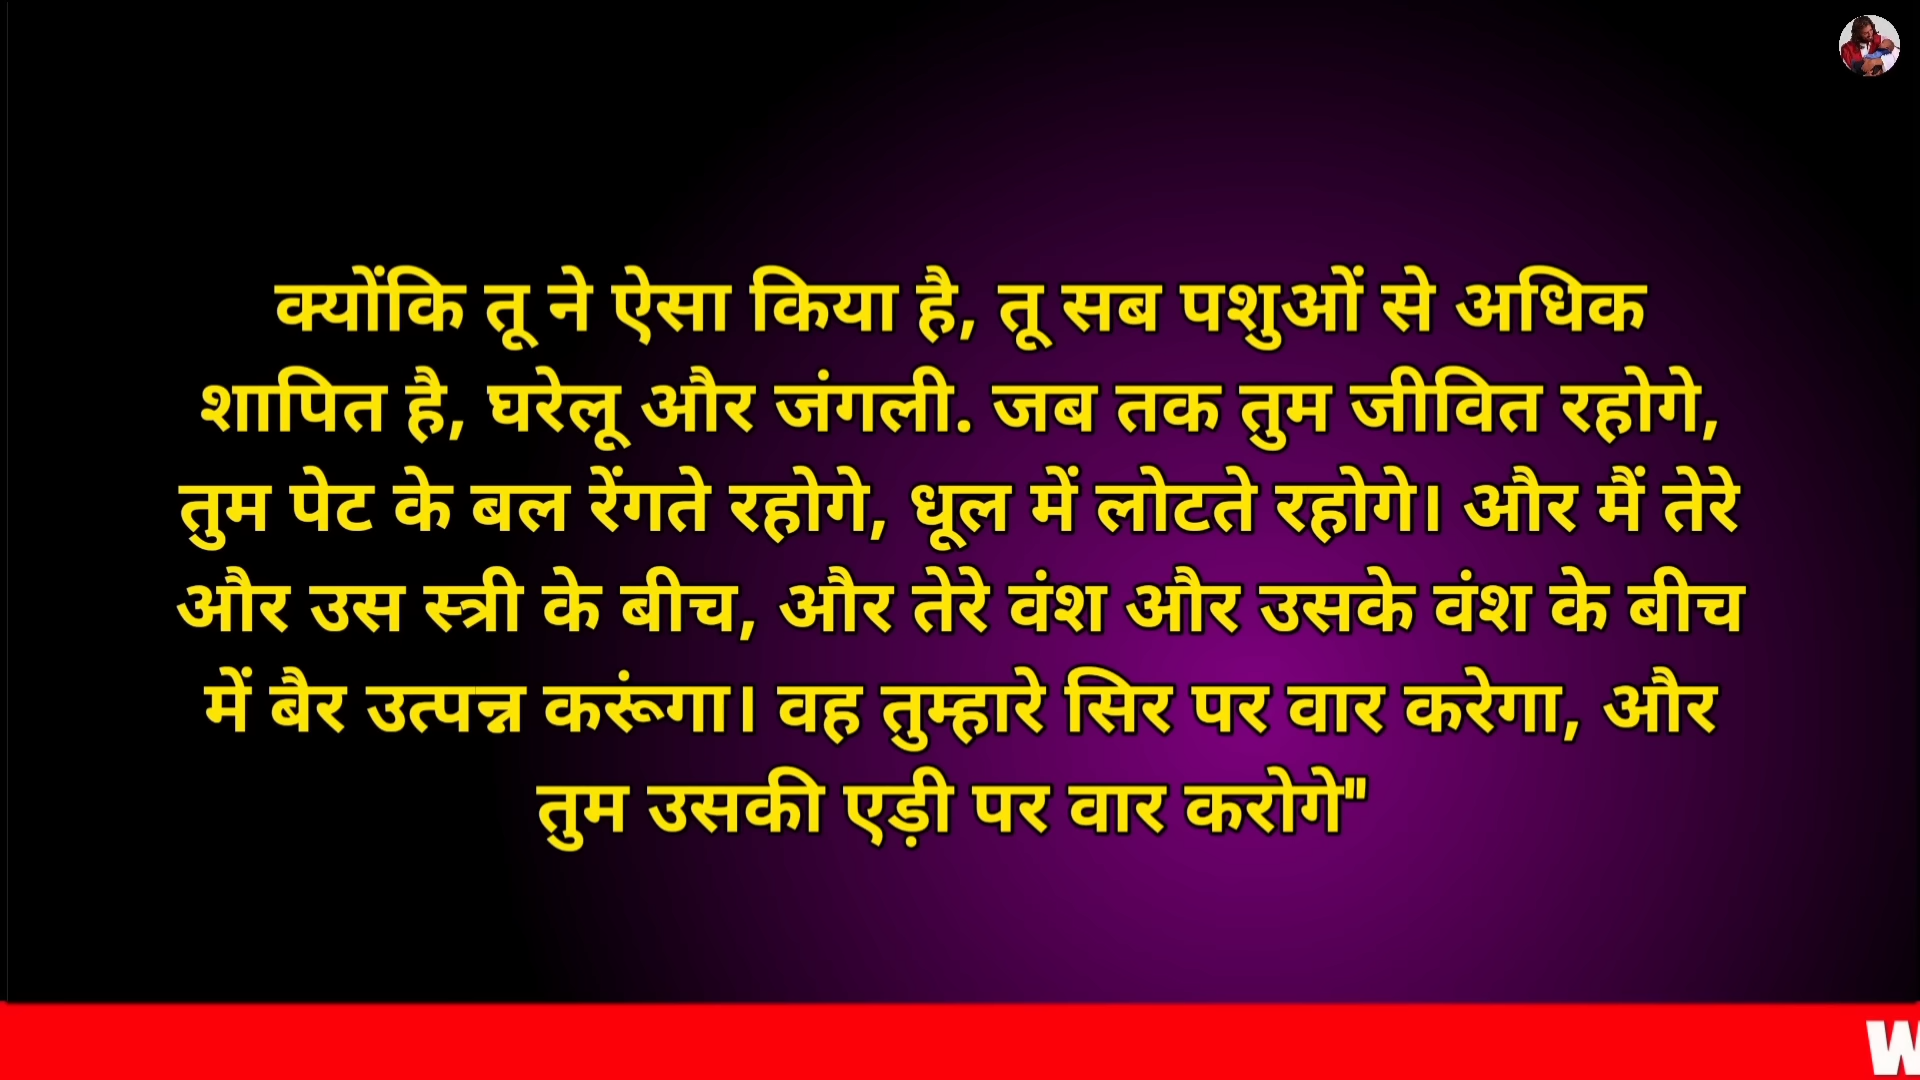 क्योंकि तू ने ऐसा किया है, तू सब पशुओं से अधिक
शापित है, घरेलू और जंगली. जब तक तुम जीवित रहोगे,
तुम पेट के बल रेंगते रहोगे, धूल में लोटते रहोगे। और मैं तेरे
और उस स्त्री के बीच, और तेरे वंश और उसके वंश के बीच
में बैर उत्पन्न करूंगा। वह तुम्हारे सिर पर वार करेगा, और
तुम उसकी एड़ी पर वार करोगे"